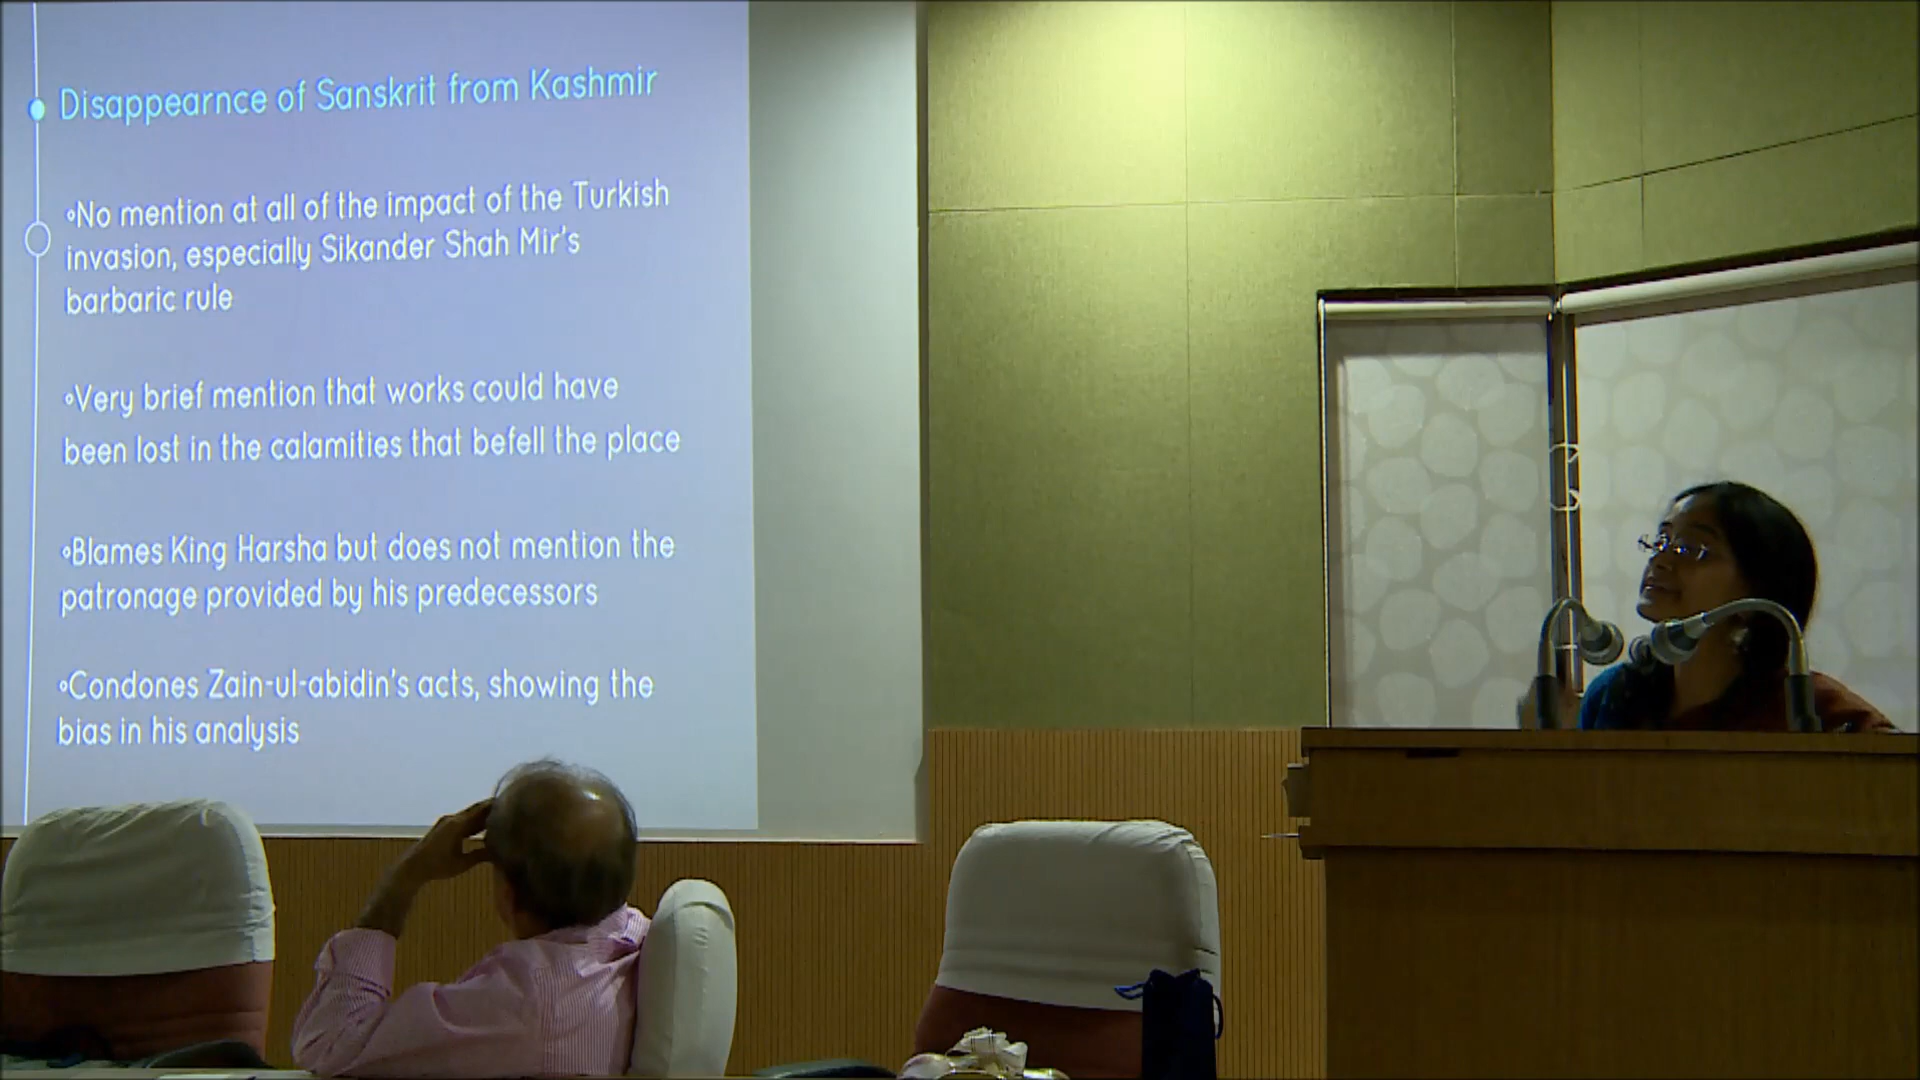 Disappearnce of Sanskrit from Kashmir
◦No mention at all of the impact of the Turkish
invasion, especially Sikander Shah Mir's
barbaric rule
◦Very brief mention that works could have
been lost in the calamities that befell the place
◦Blames King Harsha but does not mention the
patronage provided by his predecessors
◦Condones Zain-ul-abidin's acts, showing the
bias in his analysis